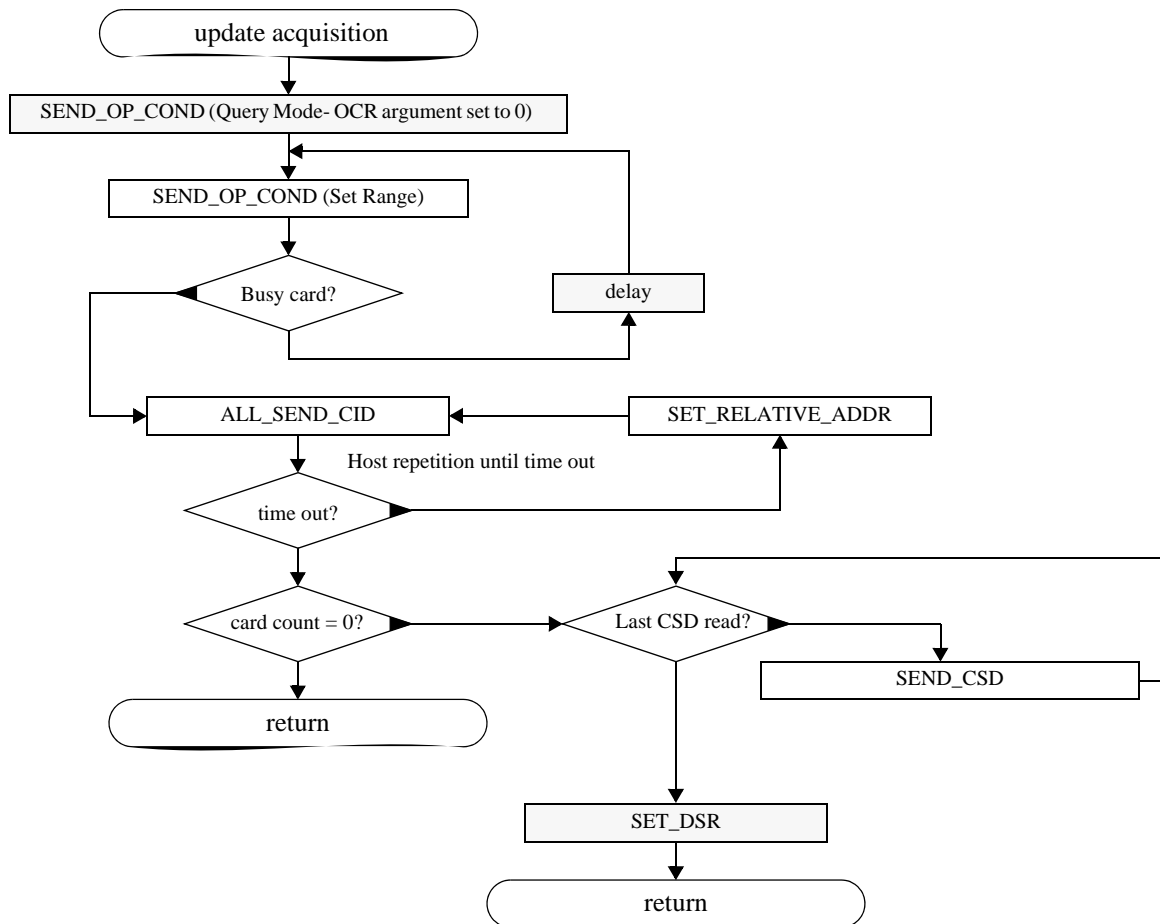 update acquisition
SEND_OP_COND (Query Mode- OCR argument set to 0)
SEND_OP_COND (Set Range)
Busy card?
delay
ALL_SEND_CID
SET_RELATIVE_ADDR
Host repetition until time out
time out?
card count = 0?
Last CSD read?
SEND_CSD
return
SET_DSR
return